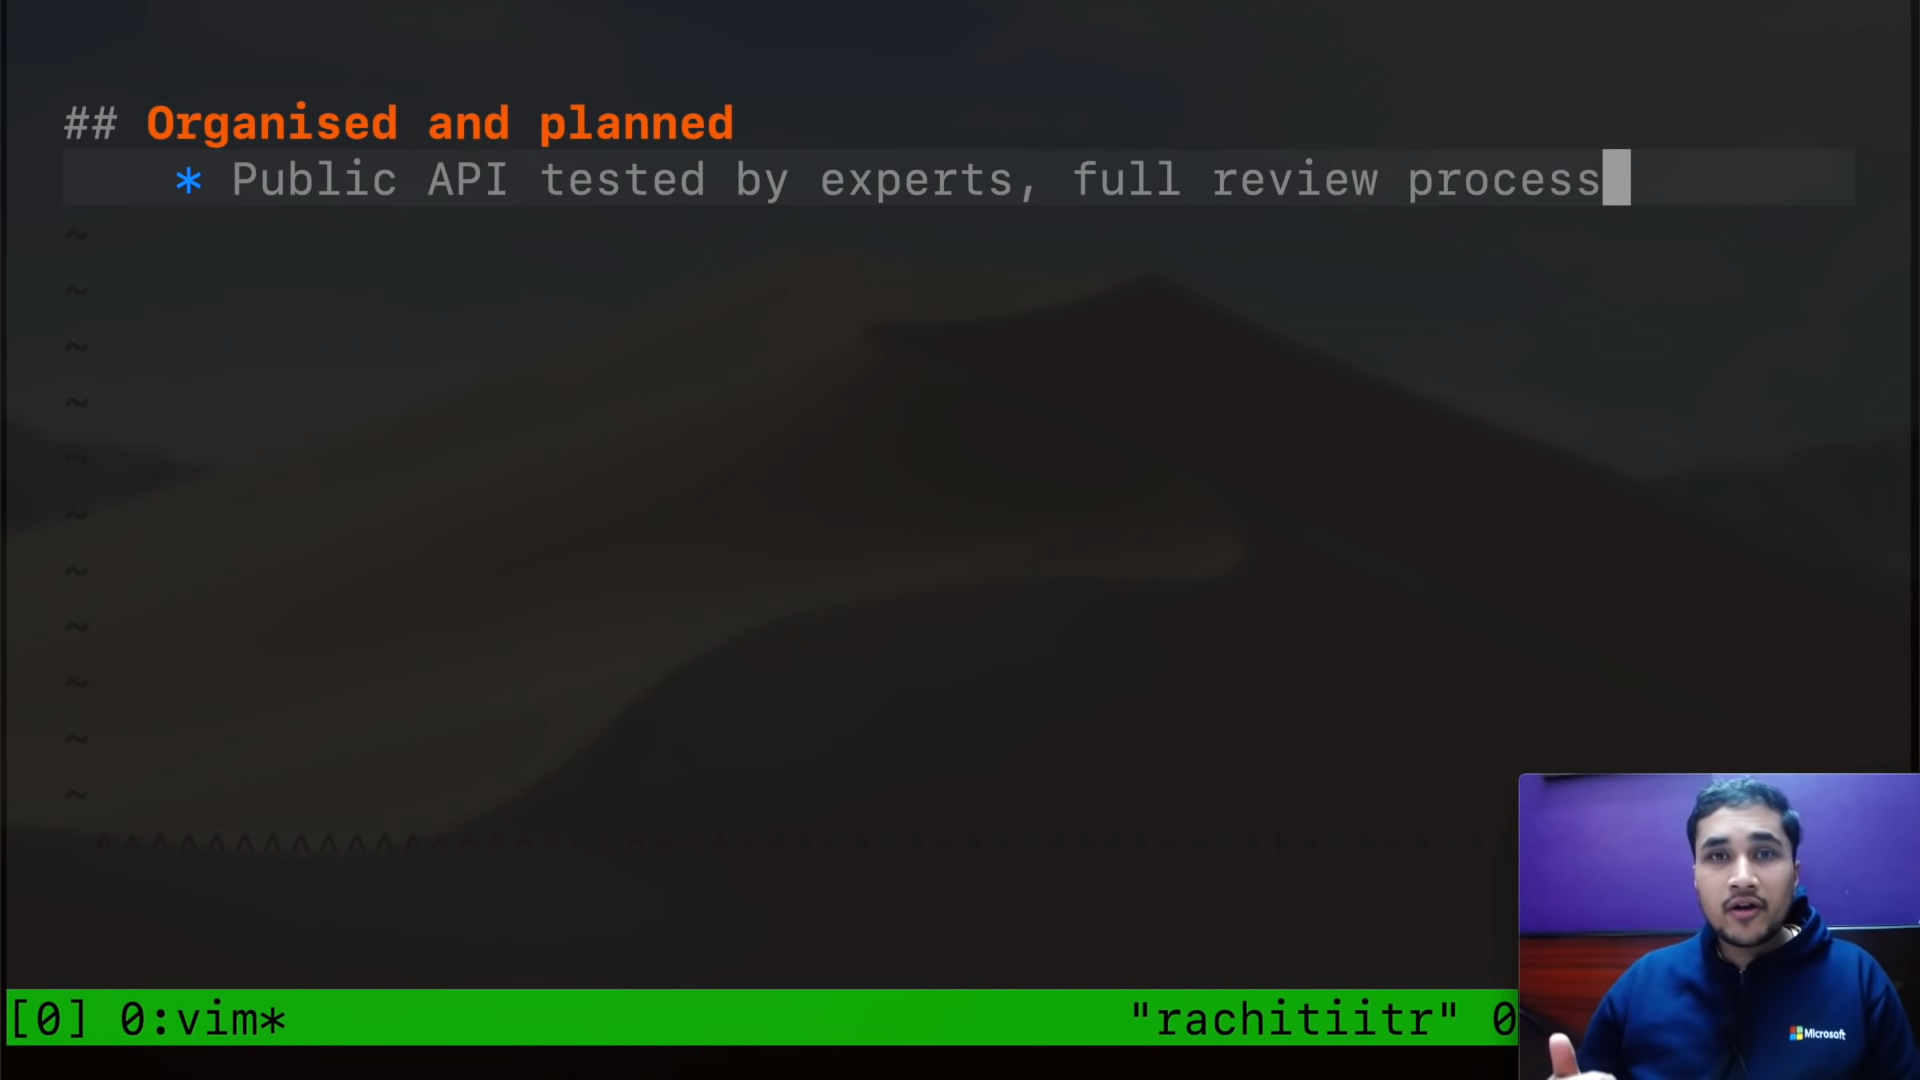 ## Organised and planned
* Public API tested by experts, full review process
~
~
~
~
~
~
~
~
~
~
~
[0] 0:vim* "rachitiitr" 0
Microsoft